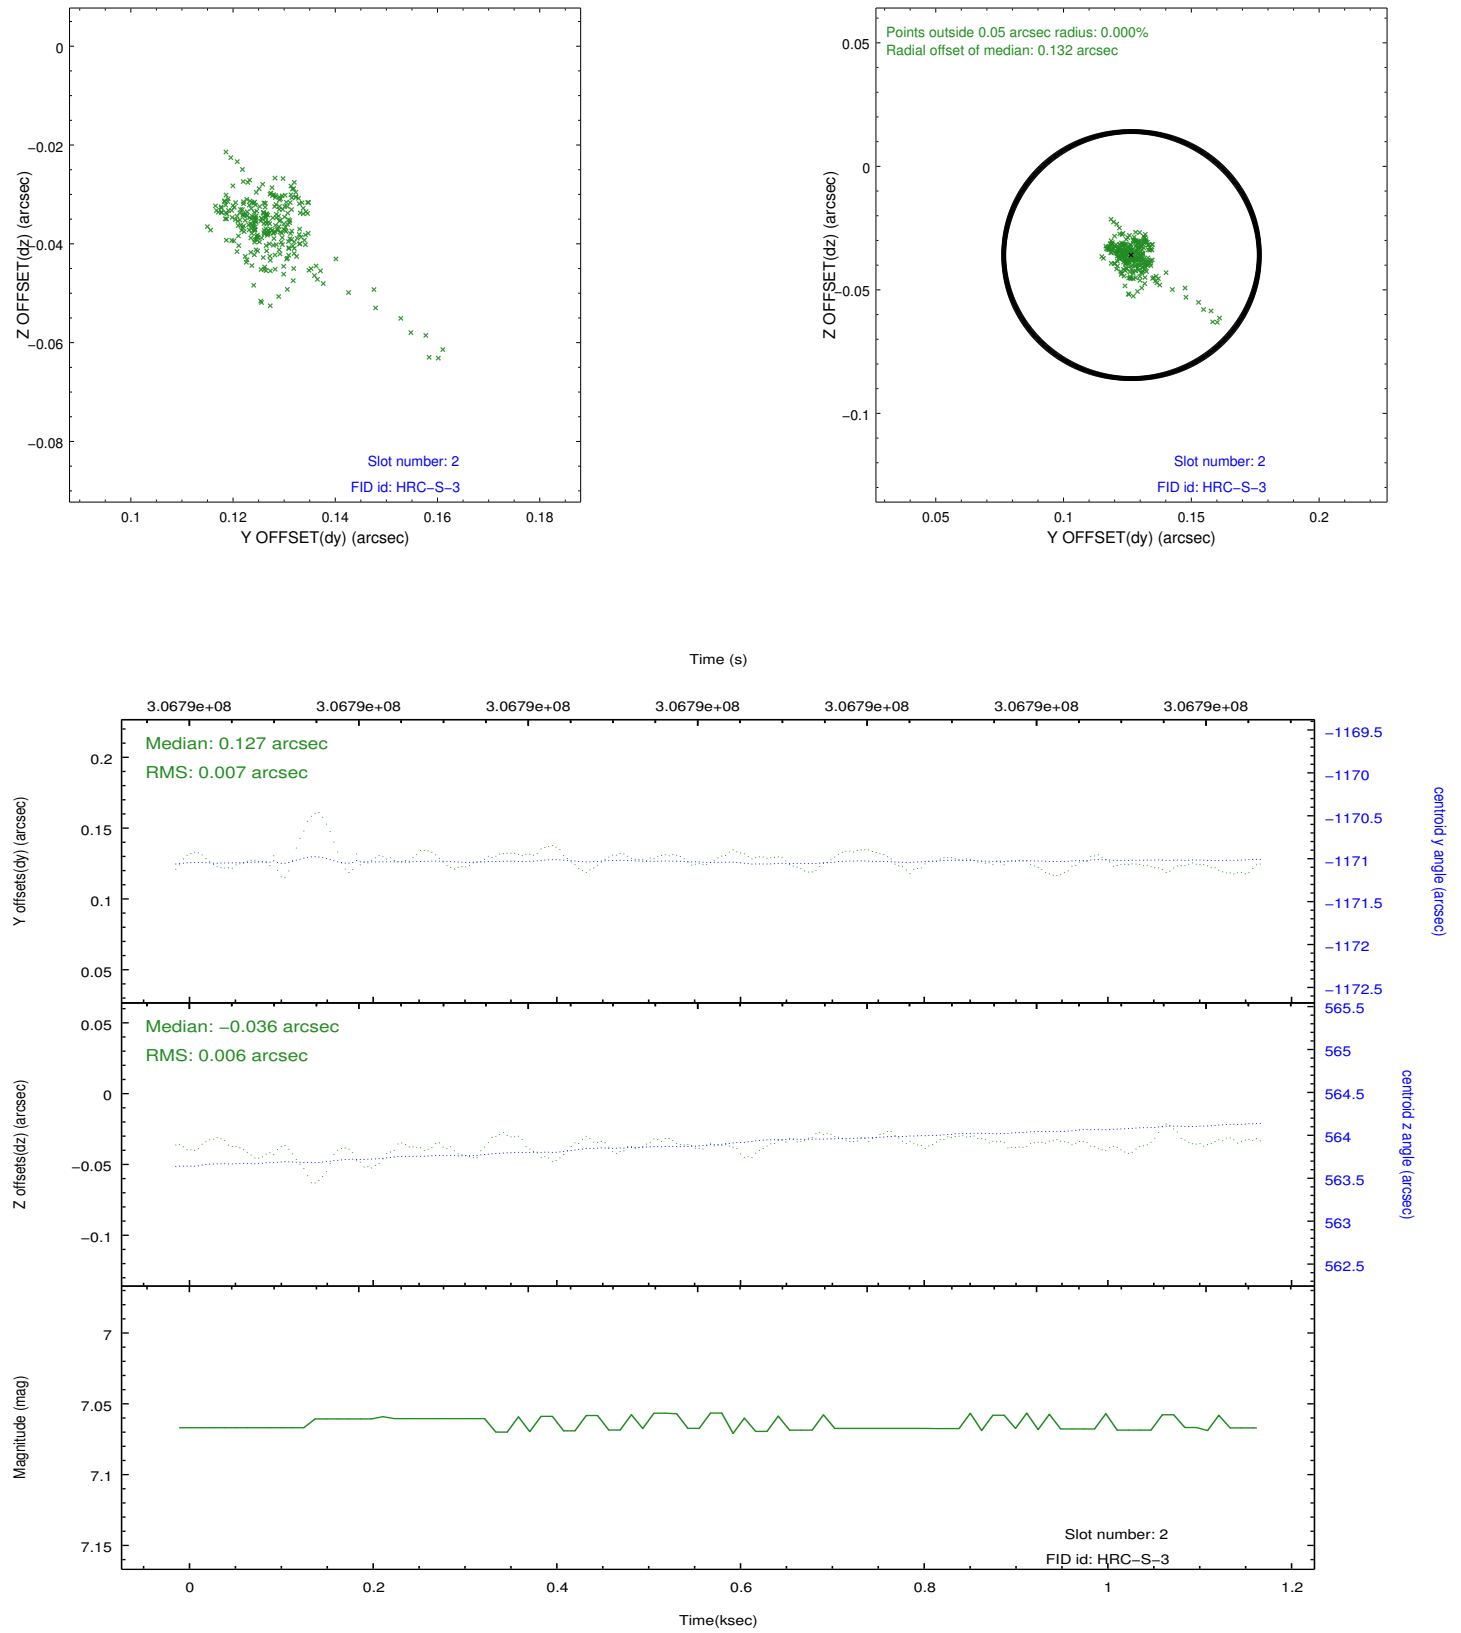 0
−0.02
−0.04
−0.06
−0.08
Z OFFSET(dz) (arcsec)
Slot number: 2
FID id: HRC−S−3
0.1 0.12 0.14 0.16 0.18
Y OFFSET(dy) (arcsec)
Points outside 0.05 arcsec radius: 0.000%
Radial offset of median: 0.132 arcsec
0.05
0
−0.05
−0.1
Z OFFSET(dz) (arcsec)
Slot number: 2
FID id: HRC−S−3
0.05 0.1 0.15 0.2
Y OFFSET(dy) (arcsec)
Time (s)
3.0679e+08 3.0679e+08 3.0679e+08 3.0679e+08 3.0679e+08 3.0679e+08 3.0679e+08
Median: 0.127 arcsec
RMS: 0.007 arcsec
0.2
0.15
0.1
0.05
Y offsets(dy) (arcsec)
−1169.5
−1170
−1170.5
−1171
−1171.5
−1172
−1172.5
centroid y angle (arcsec)
Median: −0.036 arcsec
RMS: 0.006 arcsec
0.05
0
−0.05
−0.1
Z offsets(dz) (arcsec)
565.5
565
564.5
564
563.5
563
562.5
centroid z angle (arcsec)
7
7.05
7.1
7.15
Magnitude (mag)
Slot number: 2
FID id: HRC−S−3
0 0.2 0.4 0.6 0.8 1 1.2
Time(ksec)